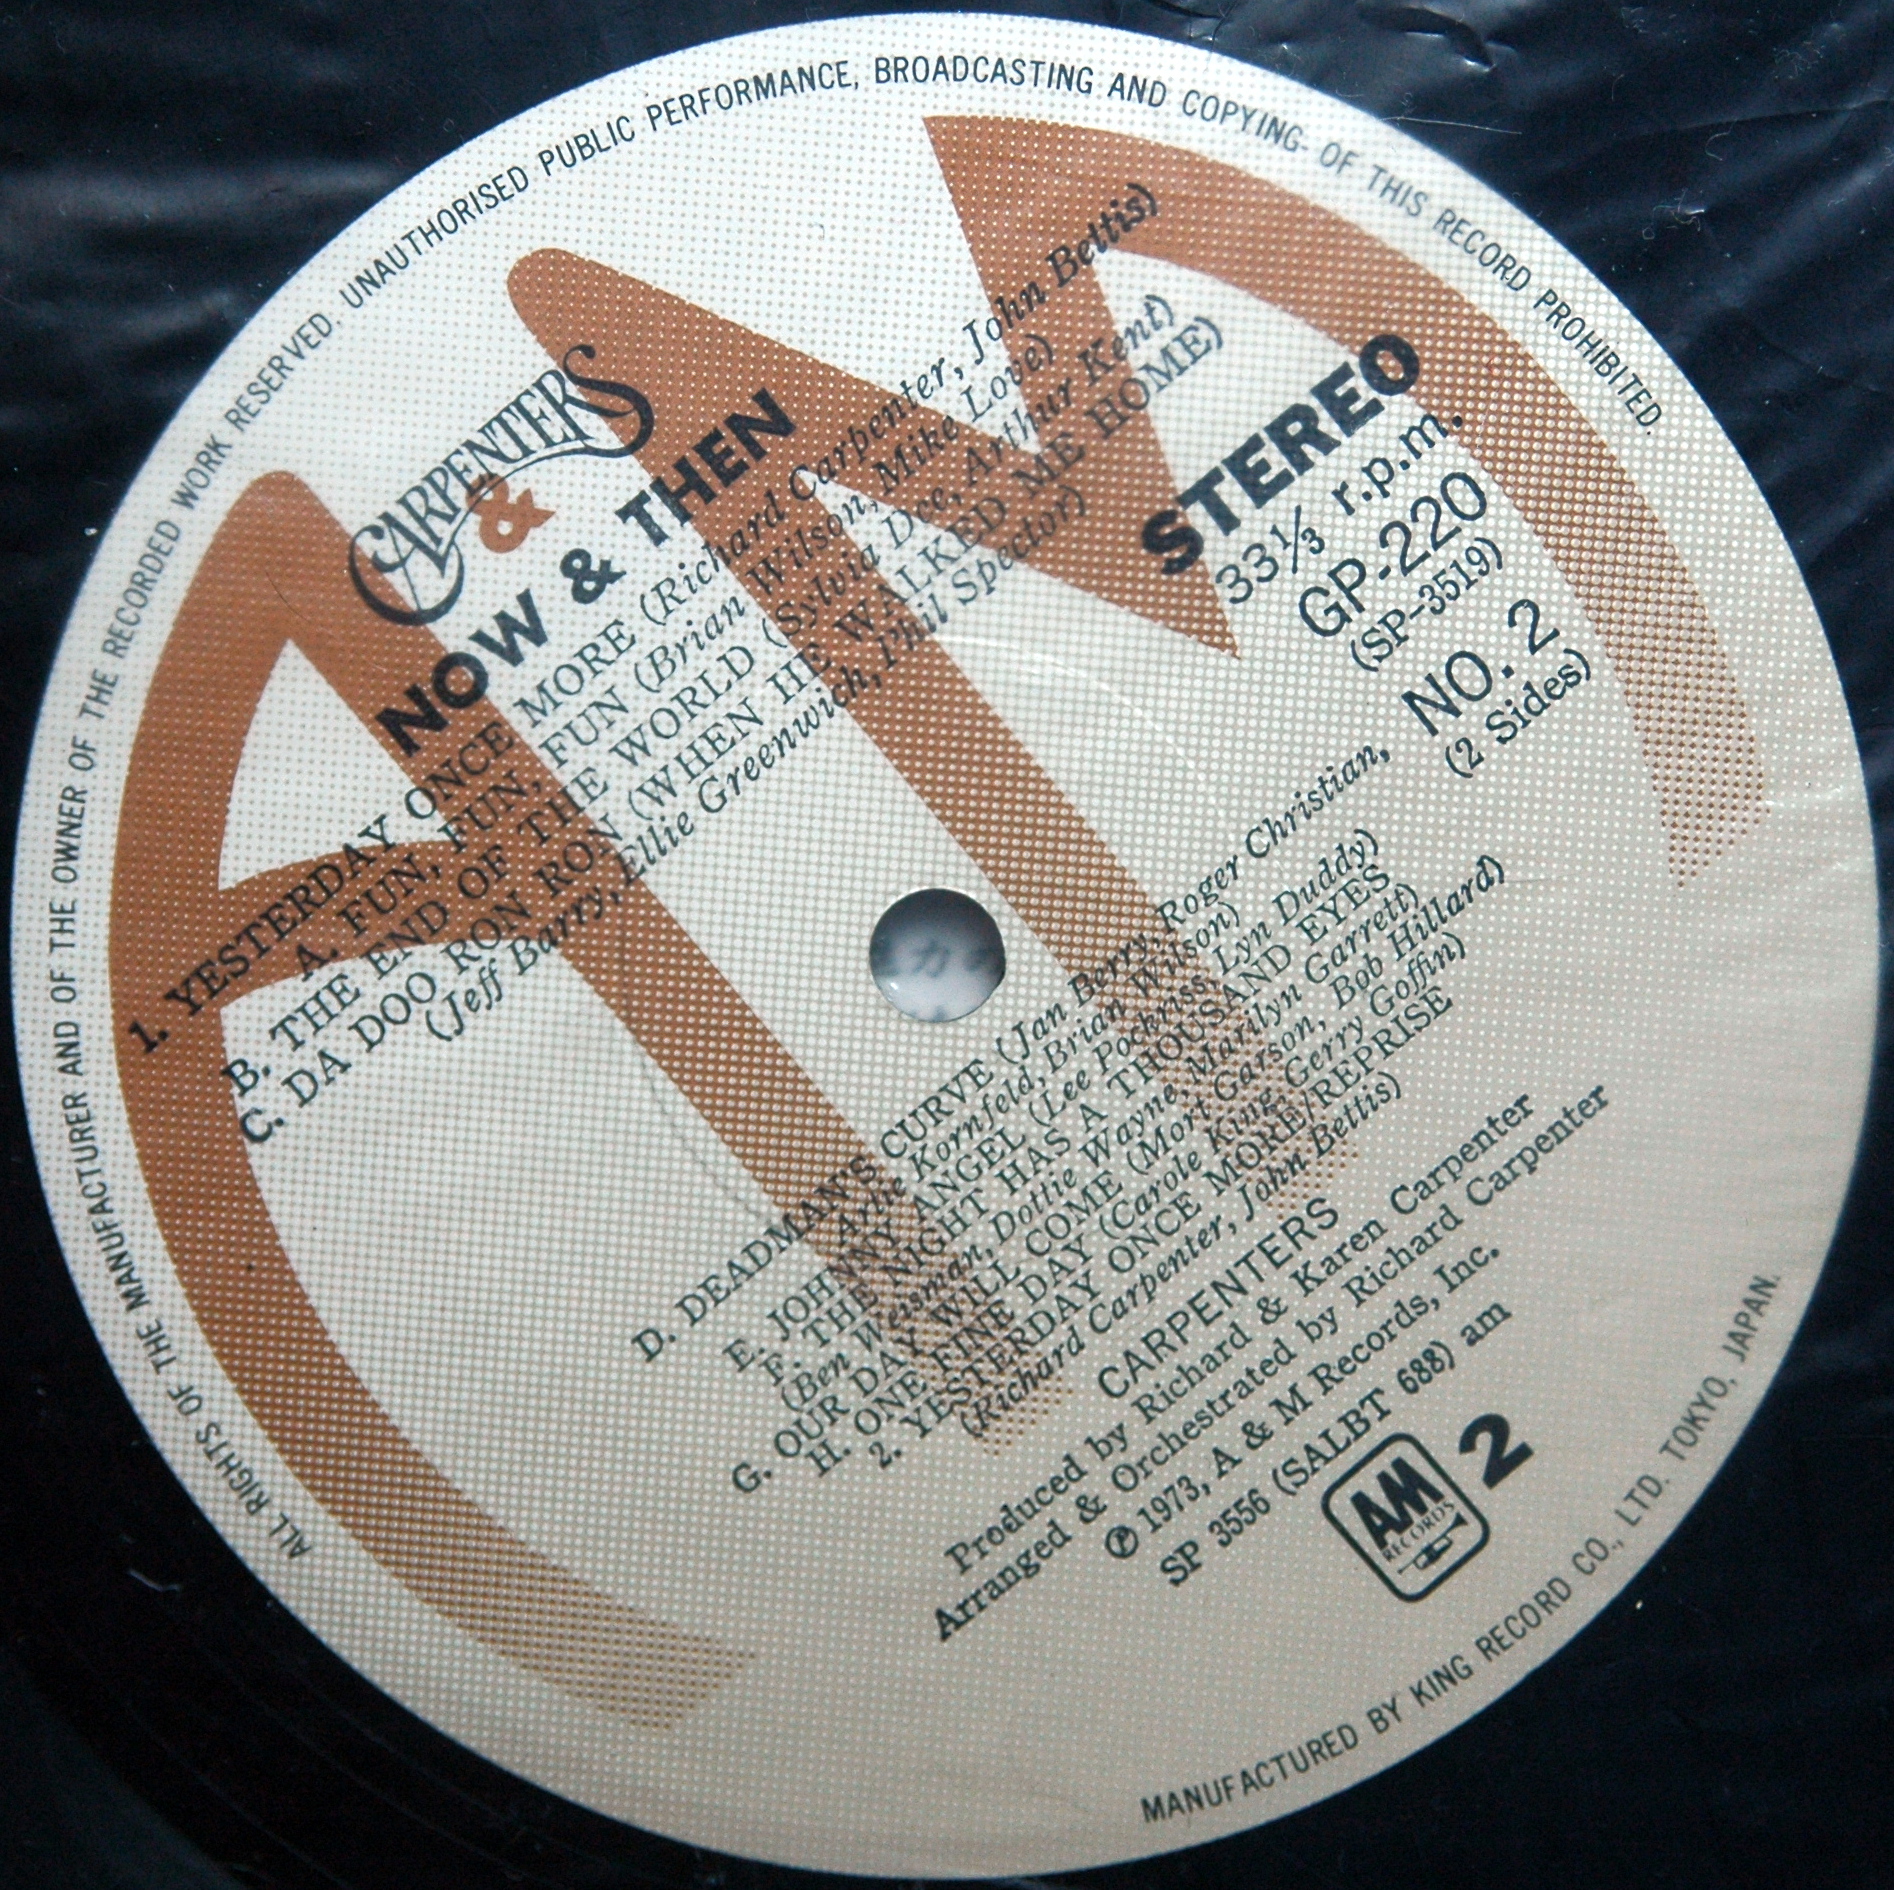 ALL RIGHTS OF THE MANUFACTURER AND OF THE OWNER OF THE RECORDED WORK RESERVED. UNAUTHORISED PUBLIC PERFORMANCE, BROADCASTING AND COPYING. OF THIS RECORD PROHIBITED.
CARPENTERS
&
NOW & THEN
STEREO
33⅓ r.p.m.
GP-220
(SP-3519)
NO. 2
(2 Sides)
1. YESTERDAY ONCE MORE (Richard Carpenter, John Bettis)
A. FUN, FUN, FUN (Brian Wilson, Mike Love)
B. THE END OF THE WORLD (Sylvia Dee, Arthur Kent)
C. DA DOO RON RON (WHEN HE WALKED ME HOME)
(Jeff Barry, Ellie Greenwich, Phil Spector)
D. DEADMAN'S CURVE (Jan Berry, Roger Christian,
Artie Kornfeld, Brian Wilson)
E. JOHNNY ANGEL (Lee Pockriss, Lyn Duddy)
F. THE NIGHT HAS A THOUSAND EYES
(Ben Weisman, Dottie Wayne, Marilyn Garrett)
G. OUR DAY WILL COME (Mort Garson, Bob Hillard)
H. ONE FINE DAY (Carole King, Gerry Goffin)
2. YESTERDAY ONCE MORE/REPRISE
(Richard Carpenter, John Bettis)
CARPENTERS
Produced by Richard & Karen Carpenter
Arranged & Orchestrated by Richard Carpenter
℗ 1973, A & M Records, Inc.
SP 3556 (SALBT 688) am
AM
RECORDS
2
MANUFACTURED BY KING RECORD CO., LTD. TOKYO, JAPAN.